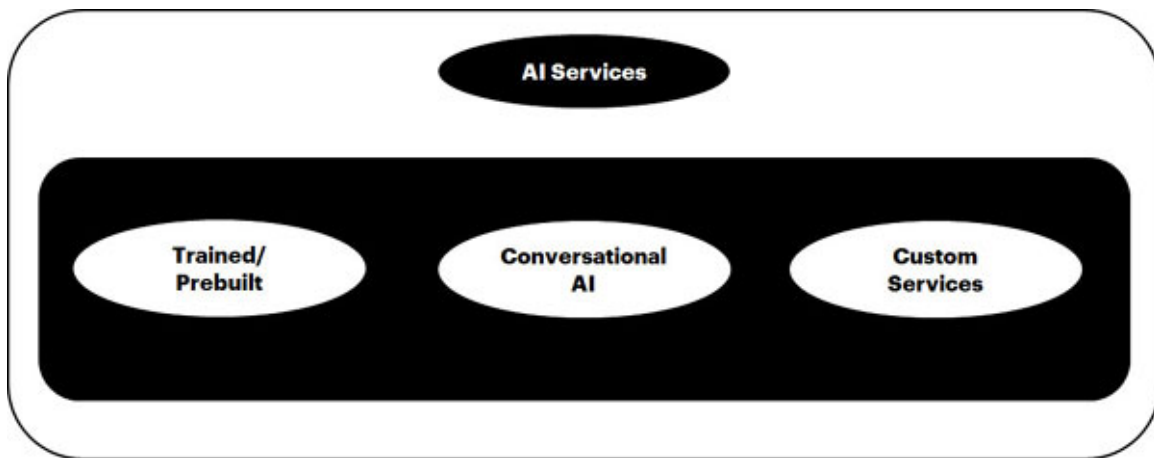 AI Services
Trained/
Prebuilt
Conversational
AI
Custom
Services